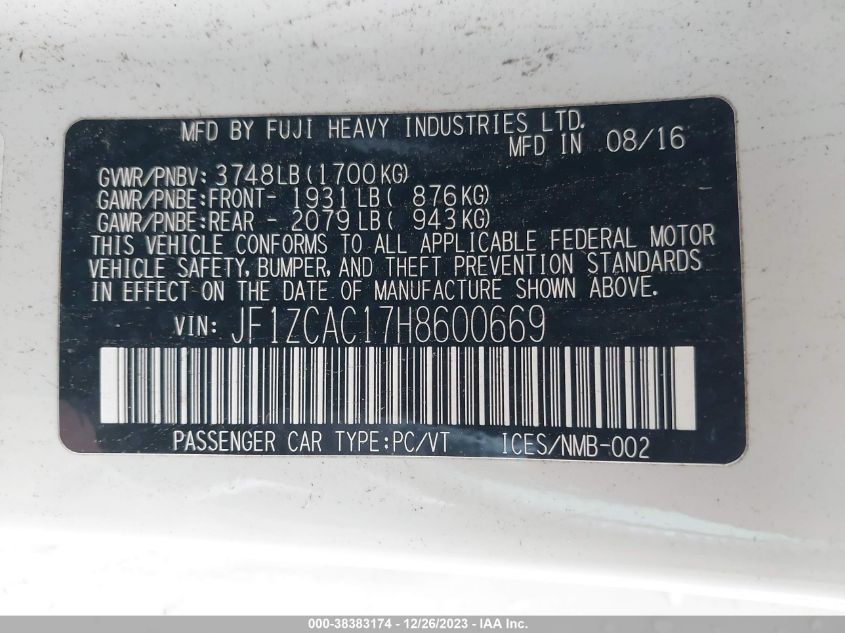 MFD BY FUJI HEAVY INDUSTRIES LTD.
MFD IN 08/16
GVWR/PNBV: 3748LB(1700KG)
GAWR/PNBE:FRONT- 1931LB( 876KG)
GAWR/PNBE:REAR - 2079LB( 943KG)
THIS VEHICLE CONFORMS TO ALL APPLICABLE FEDERAL MOTOR
VEHICLE SAFETY, BUMPER, AND THEFT PREVENTION STANDARDS
IN EFFECT ON THE DATE OF MANUFACTURE SHOWN ABOVE.
VIN: JF1ZCAC17H8600669
PASSENGER CAR TYPE:PC/VT ICES/NMB-002
000-38383174 - 12/26/2023 - IAA Inc.